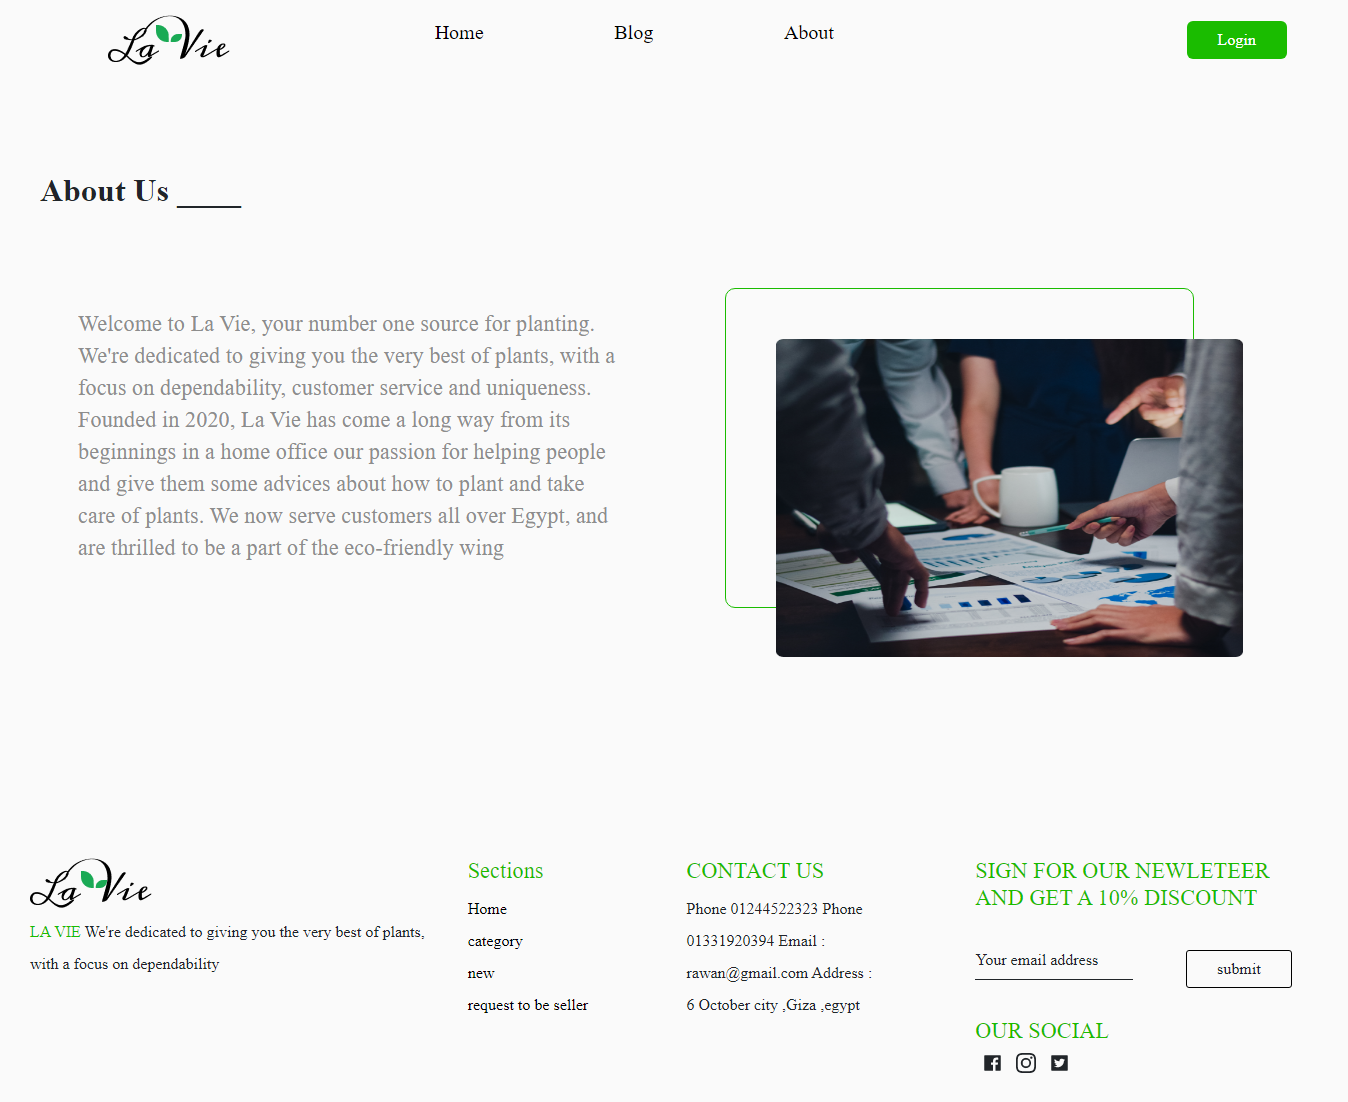 La Vie
Home
Blog
About
Login
About Us ____
Welcome to La Vie, your number one source for planting.
We're dedicated to giving you the very best of plants, with a
focus on dependability, customer service and uniqueness.
Founded in 2020, La Vie has come a long way from its
beginnings in a home office our passion for helping people
and give them some advices about how to plant and take
care of plants. We now serve customers all over Egypt, and
are thrilled to be a part of the eco-friendly wing
La Vie
LA VIE We're dedicated to giving you the very best of plants,
with a focus on dependability
Sections
Home
category
new
request to be seller
CONTACT US
Phone 01244522323 Phone
01331920394 Email :
rawan@gmail.com Address :
6 October city ,Giza ,egypt
SIGN FOR OUR NEWLETEER
AND GET A 10% DISCOUNT
Your email address
submit
OUR SOCIAL